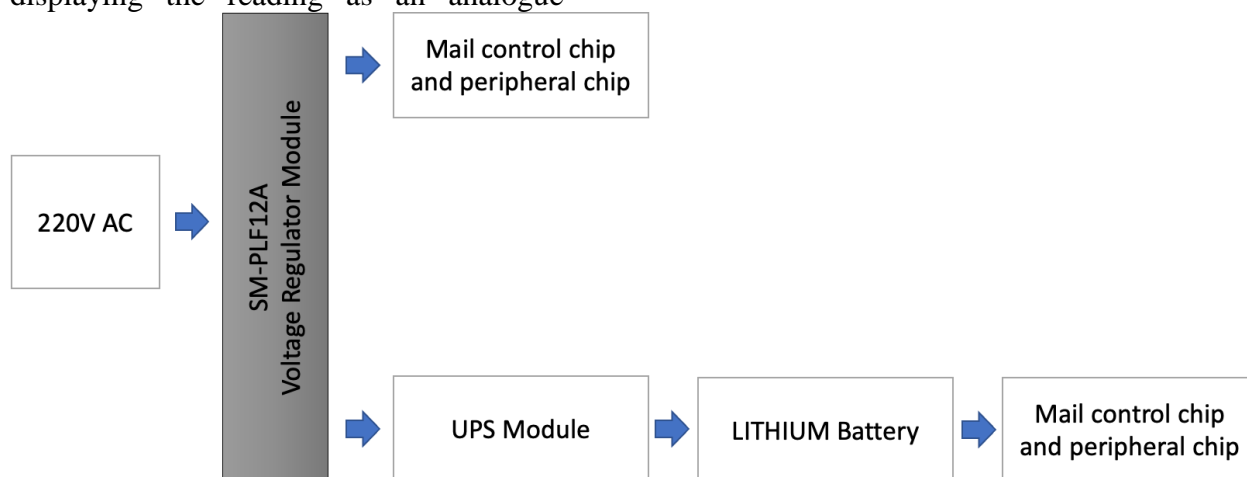 displaying the reading as an analogue
Mail control chip
and peripheral chip
220V AC
SM-PLF12A
Voltage Regulator Module
UPS Module
LITHIUM Battery
Mail control chip
and peripheral chip